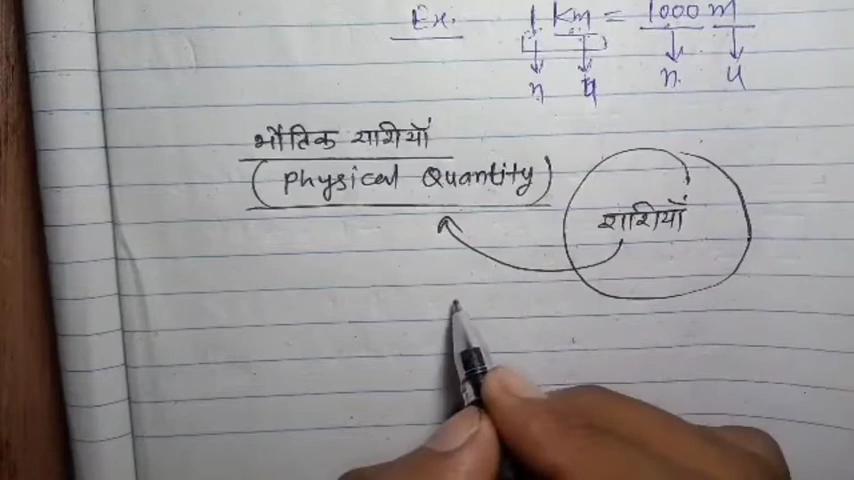 Ex. 1 Km = 1000 m
n u n u
भौतिक राशियाँ
(Physical Quantity)
राशियाँ